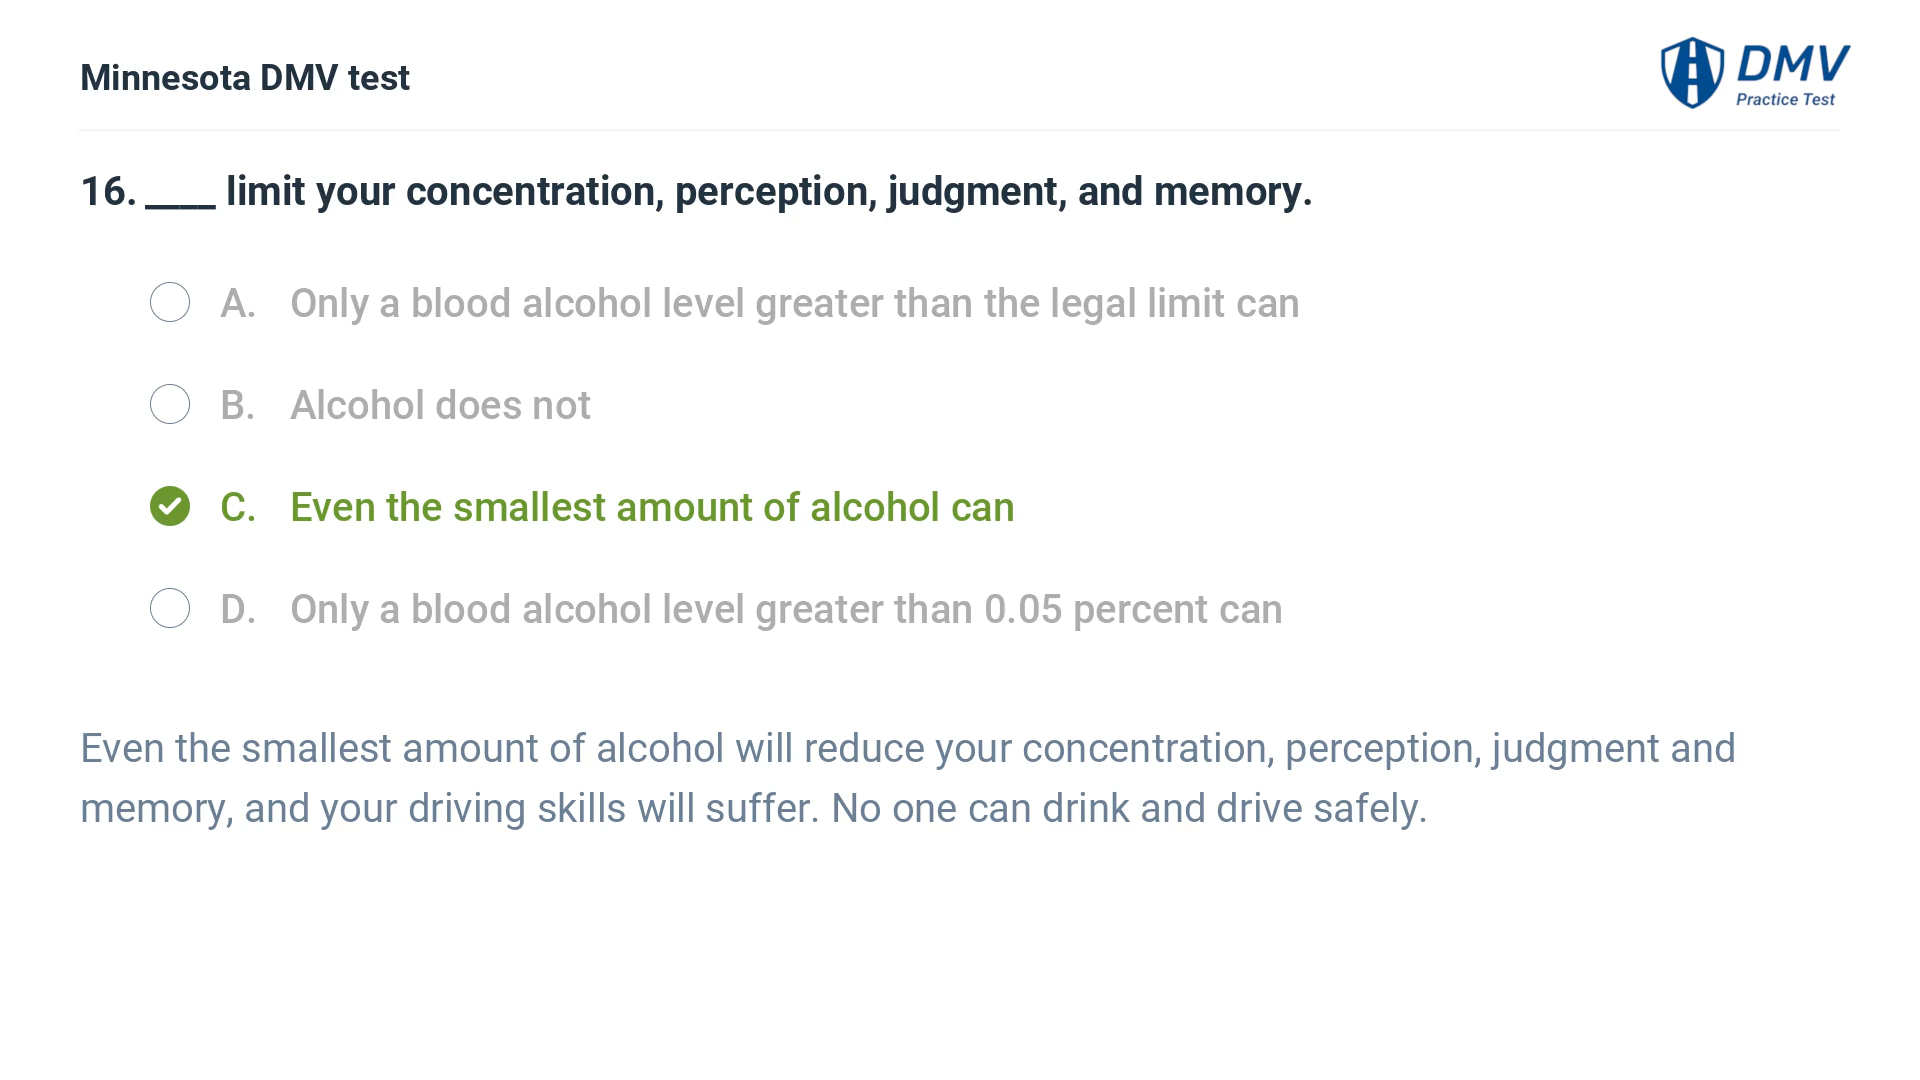 Minnesota DMV test
DMV
Practice Test
16. ____ limit your concentration, perception, judgment, and memory.
A. Only a blood alcohol level greater than the legal limit can
B. Alcohol does not
C. Even the smallest amount of alcohol can
D. Only a blood alcohol level greater than 0.05 percent can
Even the smallest amount of alcohol will reduce your concentration, perception, judgment and
memory, and your driving skills will suffer. No one can drink and drive safely.